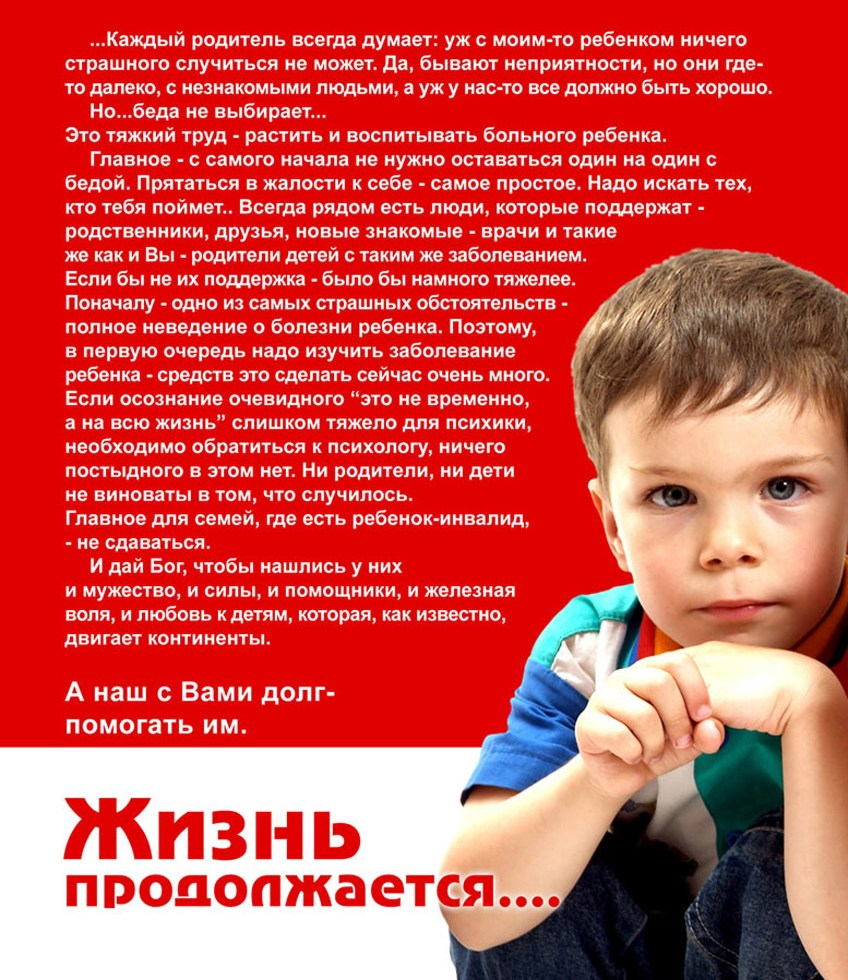 ...Каждый родитель всегда думает: уж с моим-то ребенком ничего
страшного случиться не может. Да, бывают неприятности, но они где-
то далеко, с незнакомыми людьми, а уж у нас-то все должно быть хорошо.
Но...беда не выбирает...
Это тяжкий труд - растить и воспитывать больного ребенка.
Главное - с самого начала не нужно оставаться один на один с
бедой. Прятаться в жалости к себе - самое простое. Надо искать тех,
кто тебя поймет.. Всегда рядом есть люди, которые поддержат -
родственники, друзья, новые знакомые - врачи и такие
же как и Вы - родители детей с таким же заболеванием.
Если бы не их поддержка - было бы намного тяжелее.
Поначалу - одно из самых страшных обстоятельств -
полное неведение о болезни ребенка. Поэтому,
в первую очередь надо изучить заболевание
ребенка - средств это сделать сейчас очень много.
Если осознание очевидного “это не временно,
а на всю жизнь” слишком тяжело для психики,
необходимо обратиться к психологу, ничего
постыдного в этом нет. Ни родители, ни дети
не виноваты в том, что случилось.
Главное для семей, где есть ребенок-инвалид,
- не сдаваться.
И дай Бог, чтобы нашлись у них
и мужество, и силы, и помощники, и железная
воля, и любовь к детям, которая, как известно,
двигает континенты.
А наш с Вами долг-
помогать им.
Жизнь
продолжается....